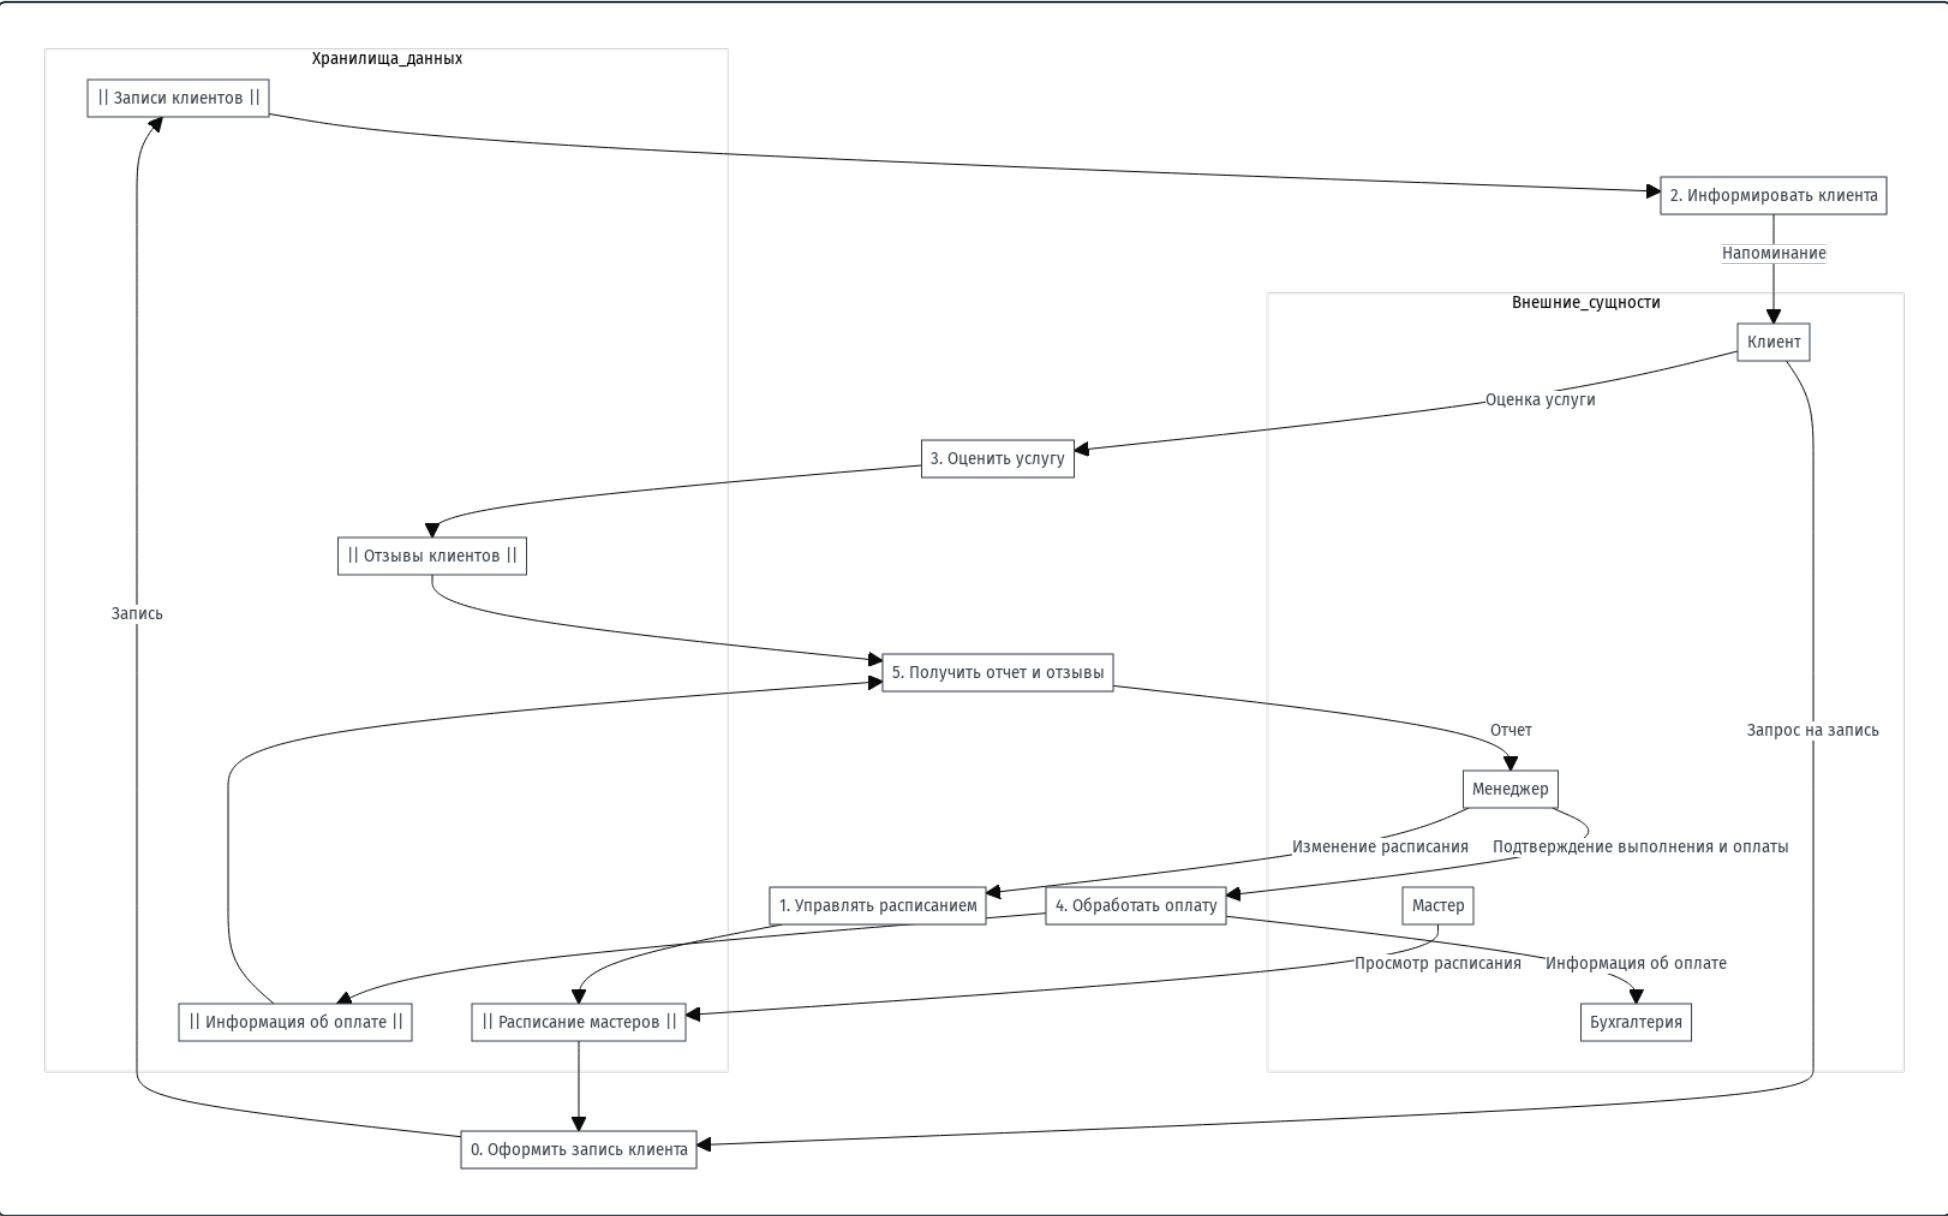 Хранилища_данных
|| Записи клиентов ||
2. Информировать клиента
Напоминание
Внешние_сущности
Клиент
Оценка услуги
3. Оценить услугу
|| Отзывы клиентов ||
Запись
5. Получить отчет и отзывы
Отчет
Запрос на запись
Менеджер
Изменение расписания
Подтверждение выполнения и оплаты
1. Управлять расписанием
4. Обработать оплату
Мастер
Просмотр расписания
Информация об оплате
|| Информация об оплате ||
|| Расписание мастеров ||
Бухгалтерия
0. Оформить запись клиента